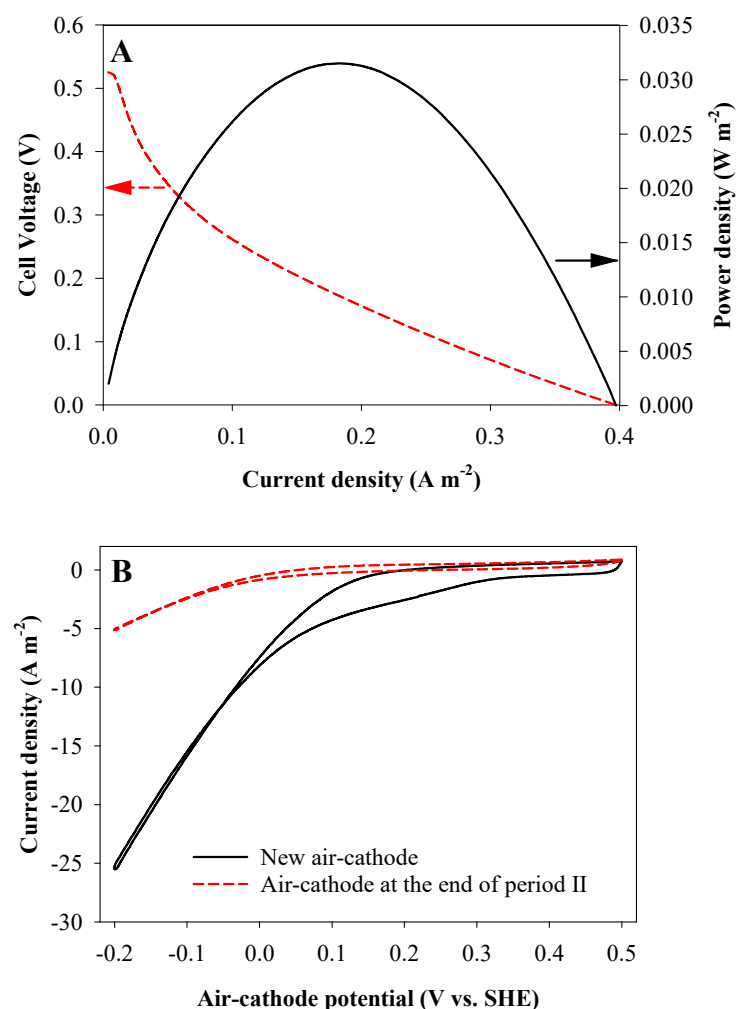 A
0.6
0.5
0.4
0.3
0.2
0.1
0.0
Cell Voltage (V)
0.035
0.030
0.025
0.020
0.015
0.010
0.005
0.000
Power density (W m-2)
0.0 0.1 0.2 0.3 0.4
Current density (A m-2)
B
0
-5
-10
-15
-20
-25
-30
Current density (A m-2)
New air-cathode
Air-cathode at the end of period II
-0.2 -0.1 0.0 0.1 0.2 0.3 0.4 0.5
Air-cathode potential (V vs. SHE)